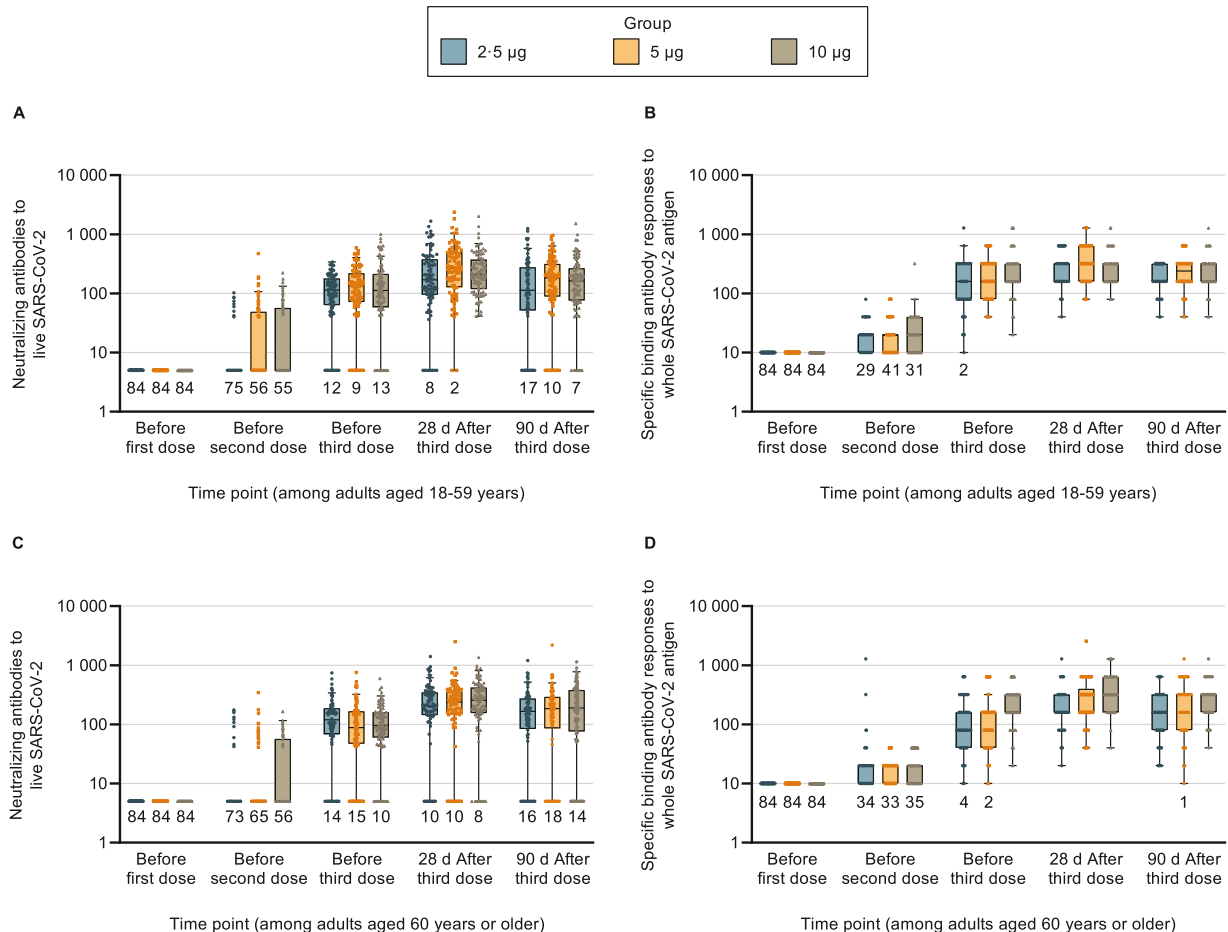 Group
2·5 µg 5 µg 10 µg
A
Neutralizing antibodies to
live SARS-CoV-2
10 000
1 000
100
10
1
84 84 84 75 56 55 12 9 13 8 2 17 10 7
Before first dose
Before second dose
Before third dose
28 d After third dose
90 d After third dose
Time point (among adults aged 18-59 years)
B
Specific binding antibody responses to
whole SARS-CoV-2 antigen
10 000
1 000
100
10
1
84 84 84 29 41 31 2
Before first dose
Before second dose
Before third dose
28 d After third dose
90 d After third dose
Time point (among adults aged 18-59 years)
C
Neutralizing antibodies to
live SARS-CoV-2
10 000
1 000
100
10
1
84 84 84 73 65 56 14 15 10 10 10 8 16 18 14
Before first dose
Before second dose
Before third dose
28 d After third dose
90 d After third dose
Time point (among adults aged 60 years or older)
D
Specific binding antibody responses to
whole SARS-CoV-2 antigen
10 000
1 000
100
10
1
84 84 84 34 33 35 4 2 1
Before first dose
Before second dose
Before third dose
28 d After third dose
90 d After third dose
Time point (among adults aged 60 years or older)